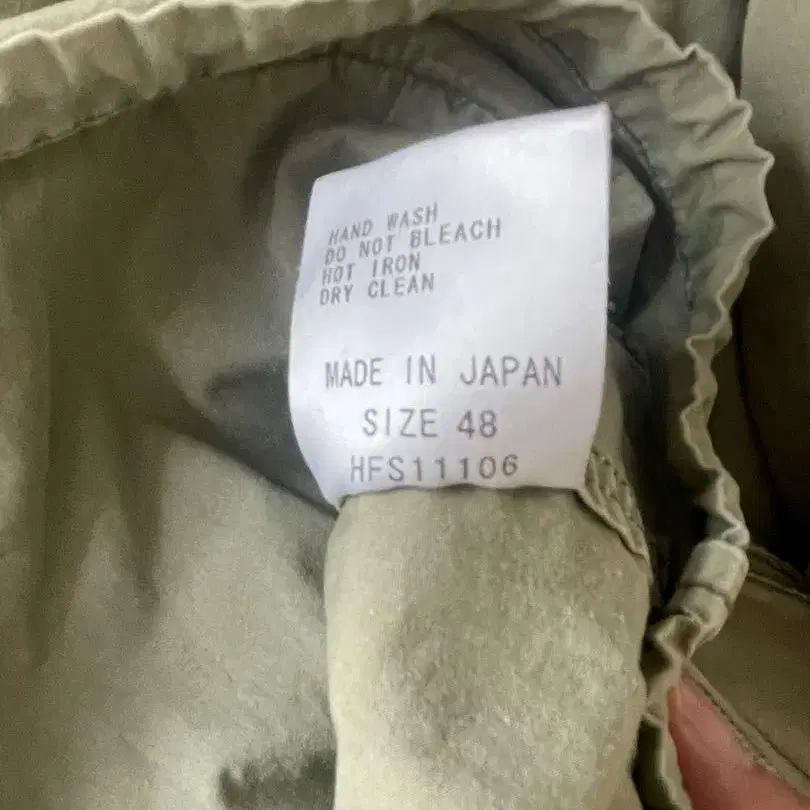 HAND WASH
DO NOT BLEACH
HOT IRON
DRY CLEAN
MADE IN JAPAN
SIZE 48
HFS11106